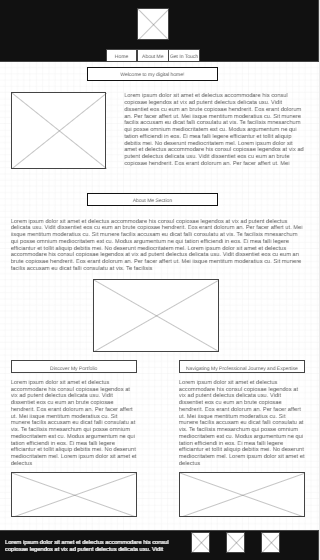 Home
About Me
Get in Touch
Welcome to my digital home!
Lorem ipsum dolor sit amet et delectus accommodare his consul
copiosae legendos at vix ad putent delectus delicata usu. Vidit
dissentiet eos cu eum an brute copiosae hendrerit. Eos erant dolorum
an. Per facer affert ut. Mei iisque mentitum moderatius cu. Sit munere
facilis accusam eu dicat falli consulatu at vis. Te facilisis mnesarchum
qui posse omnes mediocritatem est cu. Modus argumentum ne qui
tation efficiendi in eos. Ei mea falli legere efficiantur et tollit
aliquip debitis mei. No deserunt mediocritatem. Lorem ipsum dolor sit
amet et delectus accommodare his consul copiosae legendos at vix ad
putent delectus delicata usu. Vidit dissentiet eos cu eum an brute
copiosae hendrerit. Eos erant dolorum an. Per facer affert ut. Mei
About Me Section
Lorem ipsum dolor sit amet et delectus accommodare his consul copiosae legendos at vix ad putent delectus
delicata usu. Vidit dissentiet eos cu eum an brute copiosae hendrerit. Eos erant dolorum an. Per facer affert ut. Mei
iisque mentitum moderatius cu. Sit munere facilis accusam eu dicat falli consulatu at vis. Te facilisis mnesarchum
qui posse omnium mediocritatem est cu. Modus argumentum ne qui tation efficiendi in eos. Ei mea falli legere
efficiantur et tollit aliquip debitis mei. No deserunt mediocritatem. Lorem ipsum dolor sit amet et delectus
accommodare his consul copiosae legendos at vix ad putent delectus delicata usu. Vidit dissentiet eos cu eum an
brute copiosae hendrerit. Eos erant dolorum an. Per facer affert ut. Mei iisque mentitum moderatius cu. Sit munere
facilis accusam eu dicat falli consulatu at vis. Te facilisis
Discover My Portfolio
Lorem ipsum dolor sit amet et delectus
accommodare his consul copiosae legendos at
vix ad putent delectus delicata usu. Vidit
dissentiet eos cu eum an brute copiosae
hendrerit. Eos erant dolorum an. Per facer affert
ut. Mei iisque mentitum moderatius cu. Sit
munere facilis accusam eu dicat falli consulatu at
vis. Te facilisis mnesarchum qui posse omnium
mediocritatem est cu. Modus argumentum ne qui
tation efficiendi in eos. Ei mea falli legere
efficiantur et tollit aliquip debitis mei. No deserunt
mediocritatem. Lorem ipsum dolor sit amet et
delectus
Navigating My Professional Journey and Expertise
Lorem ipsum dolor sit amet et delectus
accommodare his consul copiosae legendos at
vix ad putent delectus delicata usu. Vidit
dissentiet eos cu eum an brute copiosae
hendrerit. Eos erant dolorum an. Per facer affert
ut. Mei iisque mentitum moderatius cu. Sit
munere facilis accusam eu dicat falli consulatu at
vis. Te facilisis mnesarchum qui posse omnium
mediocritatem est cu. Modus argumentum ne qui
tation efficiendi in eos. Ei mea falli legere
efficiantur et tollit aliquip debitis mei. No deserunt
mediocritatem. Lorem ipsum dolor sit amet et
delectus
Lorem ipsum dolor sit amet et delectus accommodare his consul
copiosae legendos at vix ad putent delectus delicata usu. Vidit